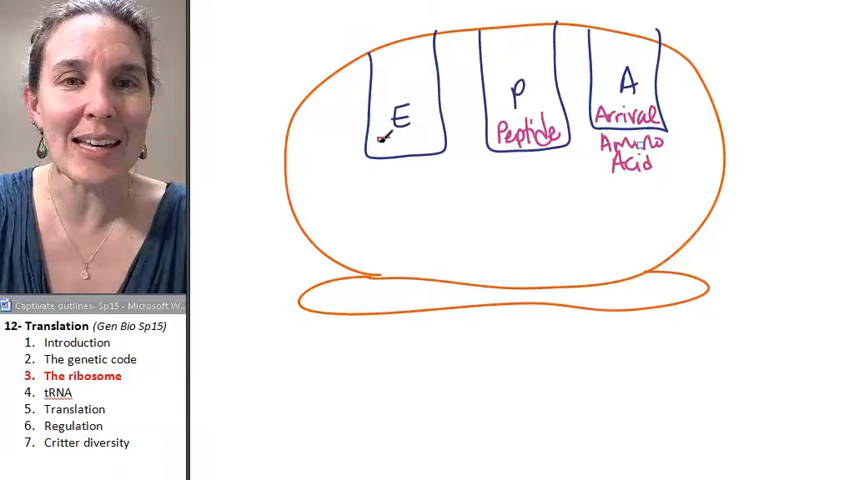 E
P
Peptide
A
Arrival
Amino
Acid
Captivate outlines- Sp15 - Microsoft W...
12- Translation (Gen Bio Sp15)
1. Introduction
2. The genetic code
3. The ribosome
4. tRNA
5. Translation
6. Regulation
7. Critter diversity